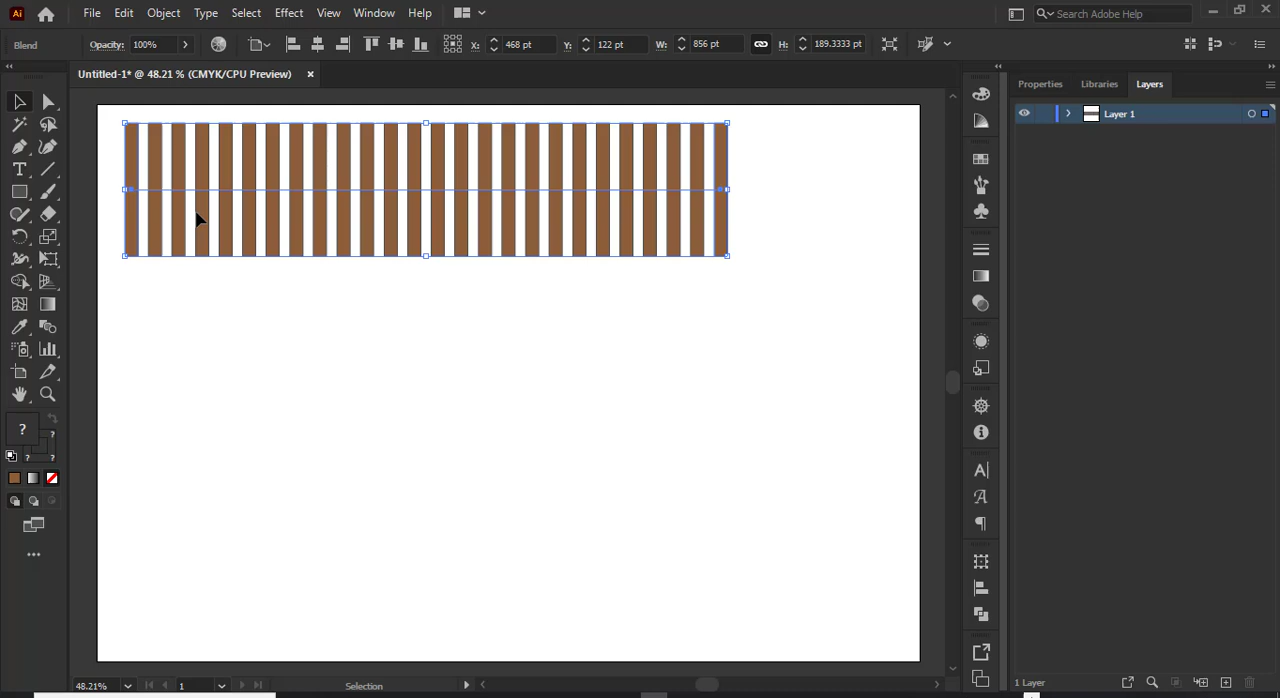 Ai File Edit Object Type Select Effect View Window Help Search Adobe Help
Blend Opacity: 100% X: 468 pt Y: 122 pt W: 856 pt H: 189.3333 pt
Untitled-1* @ 48.21 % (CMYK/CPU Preview) × Properties Libraries Layers
Layer 1
? 
?
?
?
1 Layer
48.21% 1 Selection